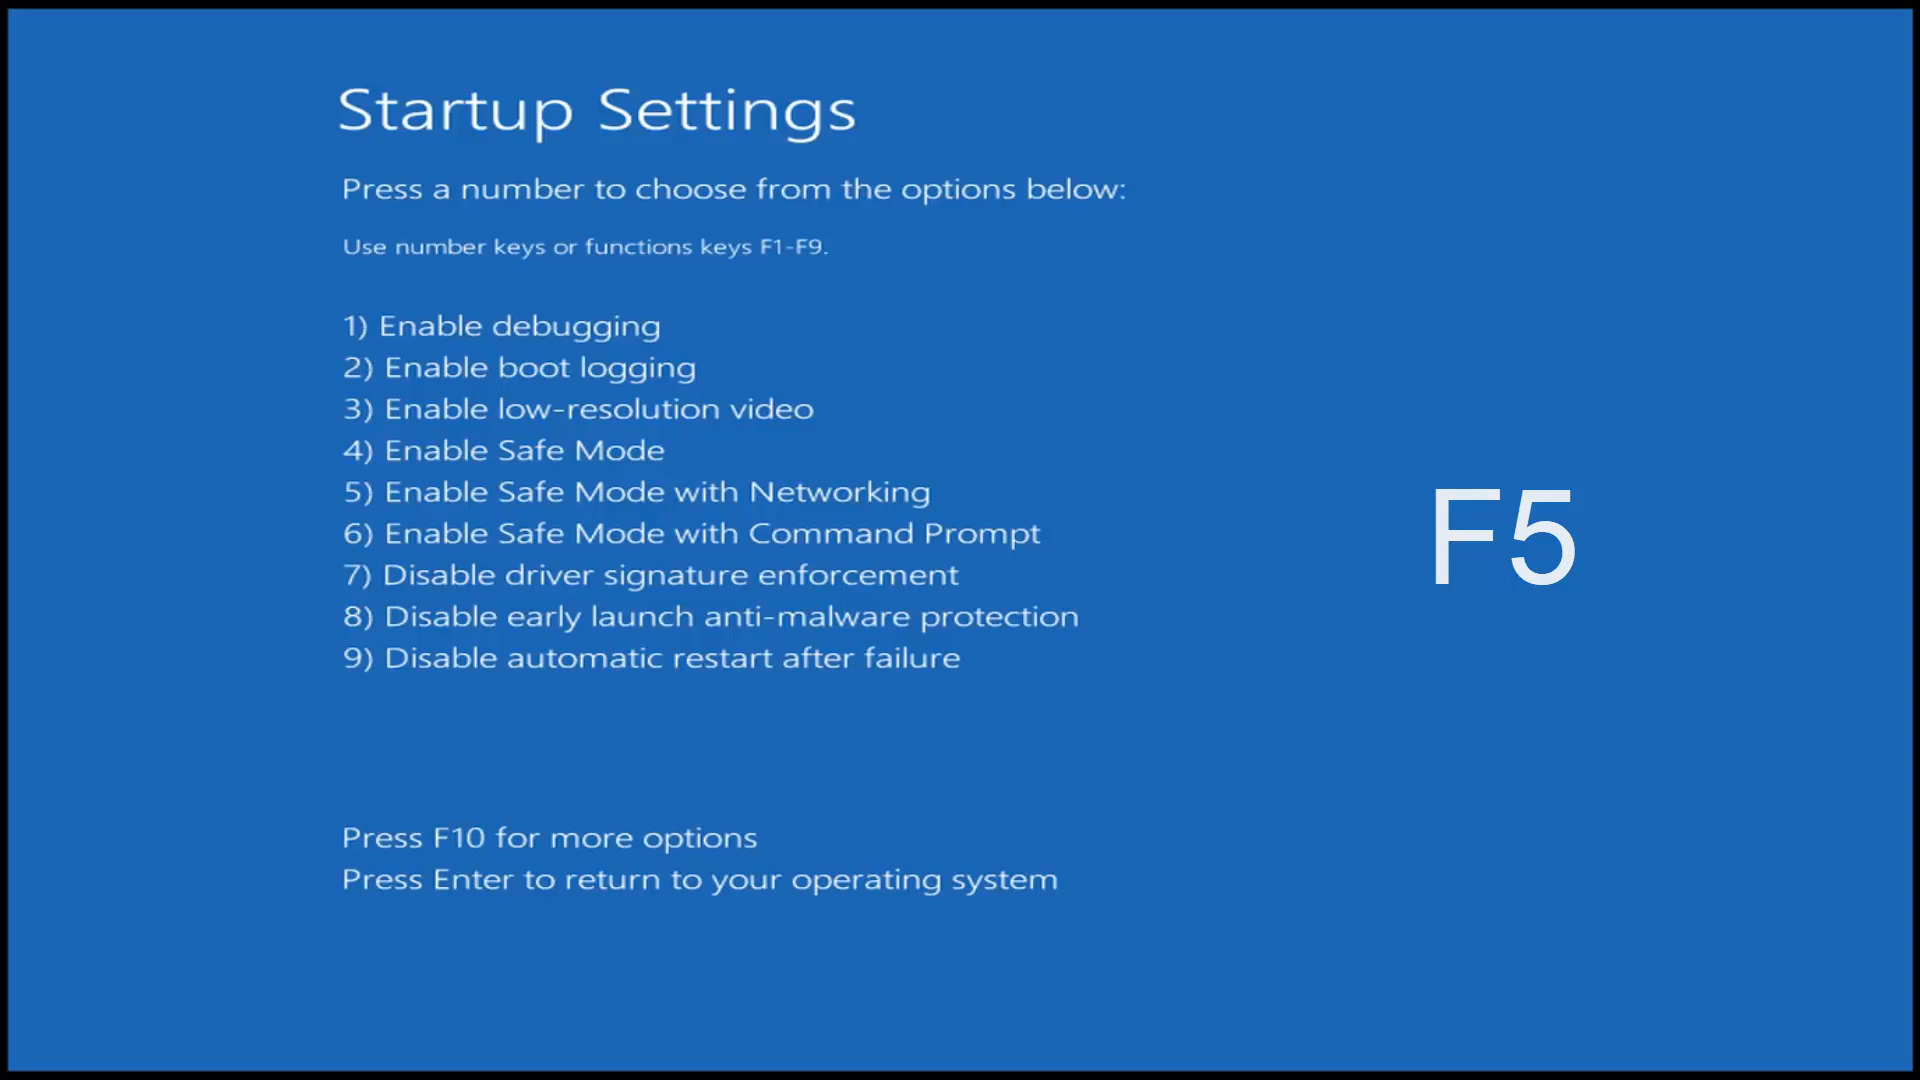 Startup Settings
Press a number to choose from the options below:
Use number keys or functions keys F1-F9.
1) Enable debugging
2) Enable boot logging
3) Enable low-resolution video
4) Enable Safe Mode
5) Enable Safe Mode with Networking
6) Enable Safe Mode with Command Prompt
7) Disable driver signature enforcement
8) Disable early launch anti-malware protection
9) Disable automatic restart after failure
F5
Press F10 for more options
Press Enter to return to your operating system